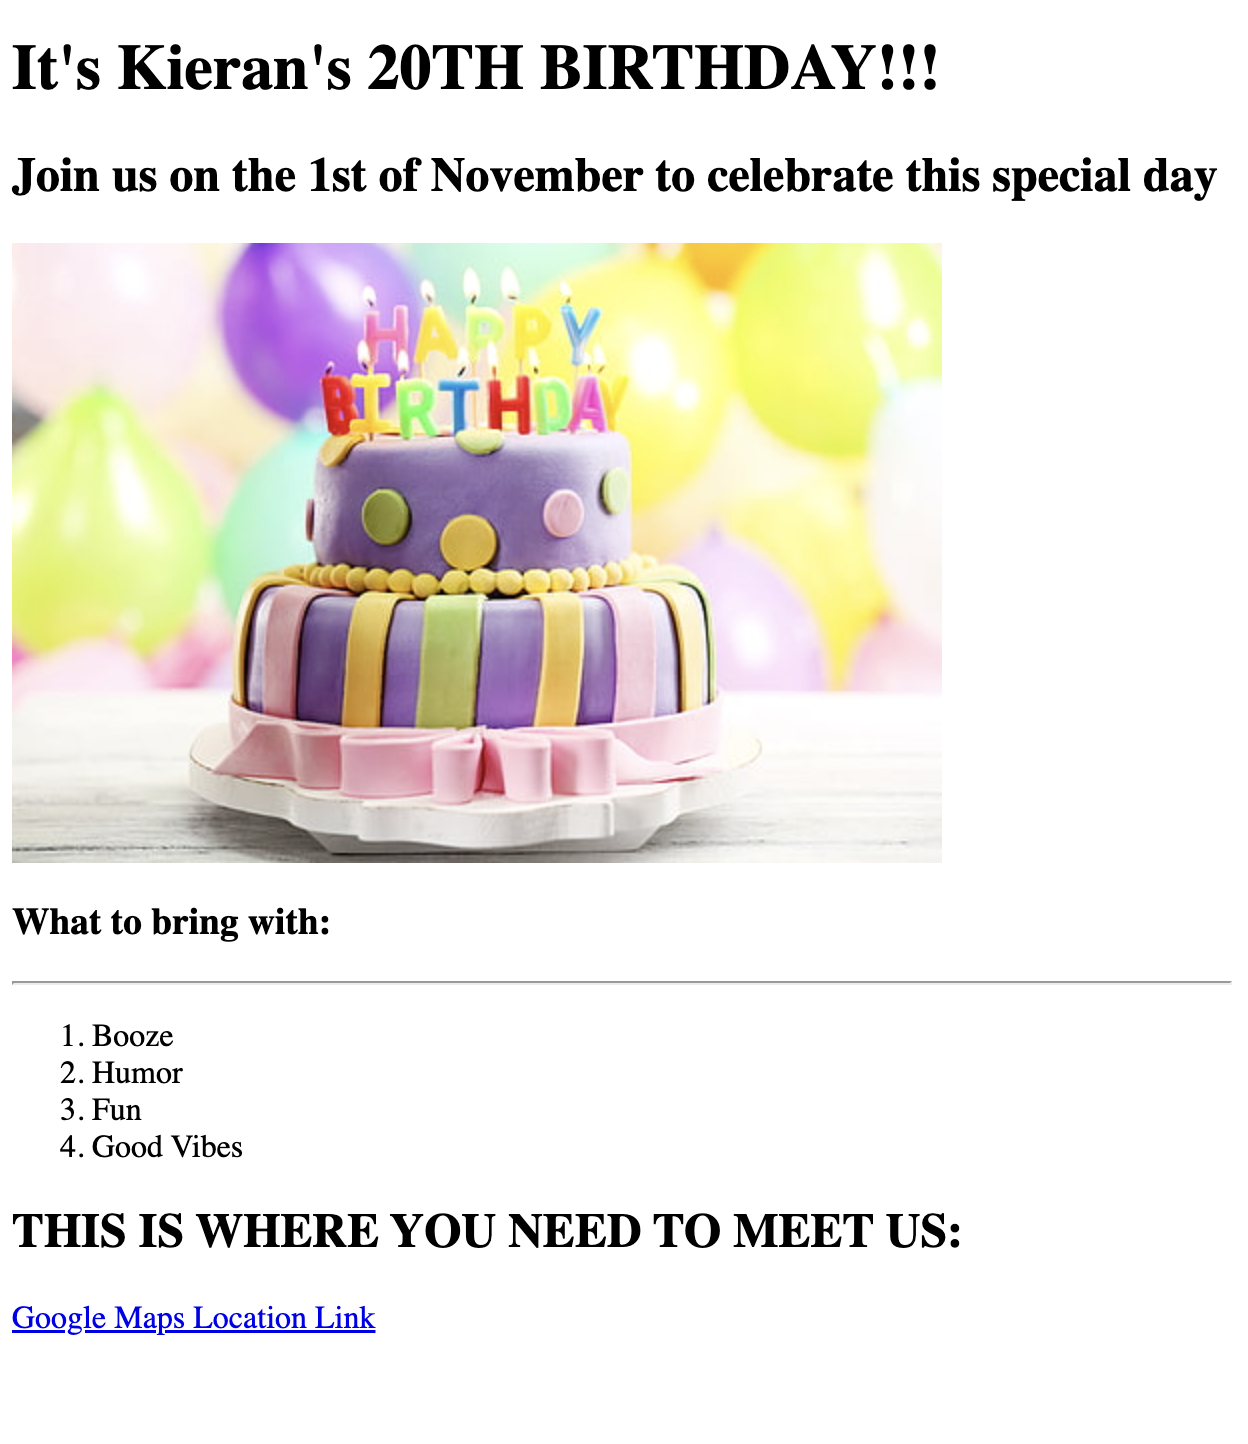 It's Kieran's 20TH BIRTHDAY!!!
Join us on the 1st of November to celebrate this special day
HAPPY
BIRTHDAY
What to bring with:
1. Booze
2. Humor
3. Fun
4. Good Vibes
THIS IS WHERE YOU NEED TO MEET US:
Google Maps Location Link